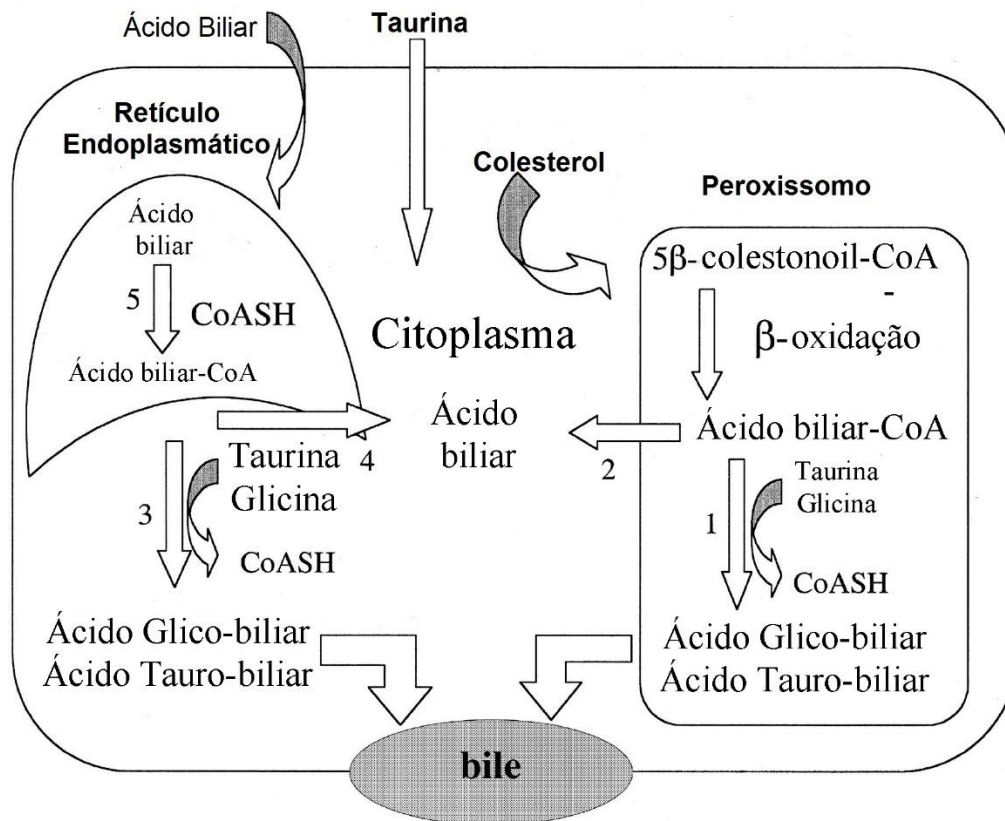 Ácido Biliar
Taurina
Retículo
Endoplasmático
Colesterol
Peroxissomo
Ácido
biliar
5
CoASH
Ácido biliar-CoA
Citoplasma
5β-colestonoil-CoA
-
β-oxidação
Ácido
biliar
Ácido biliar-CoA
4
2
Taurina
Glicina
3
CoASH
Taurina
Glicina
1
CoASH
Ácido Glico-biliar
Ácido Tauro-biliar
Ácido Glico-biliar
Ácido Tauro-biliar
bile